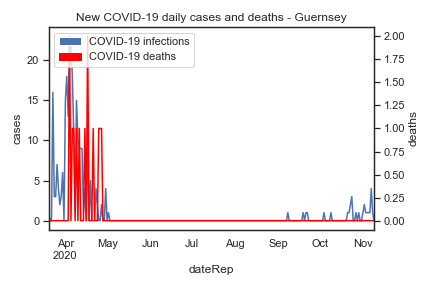 New COVID-19 daily cases and deaths - Guernsey
COVID-19 infections
COVID-19 deaths
cases
20
15
10
5
0
deaths
2.00
1.75
1.50
1.25
1.00
0.75
0.50
0.25
0.00
Apr May Jun Jul Aug Sep Oct Nov
2020
dateRep